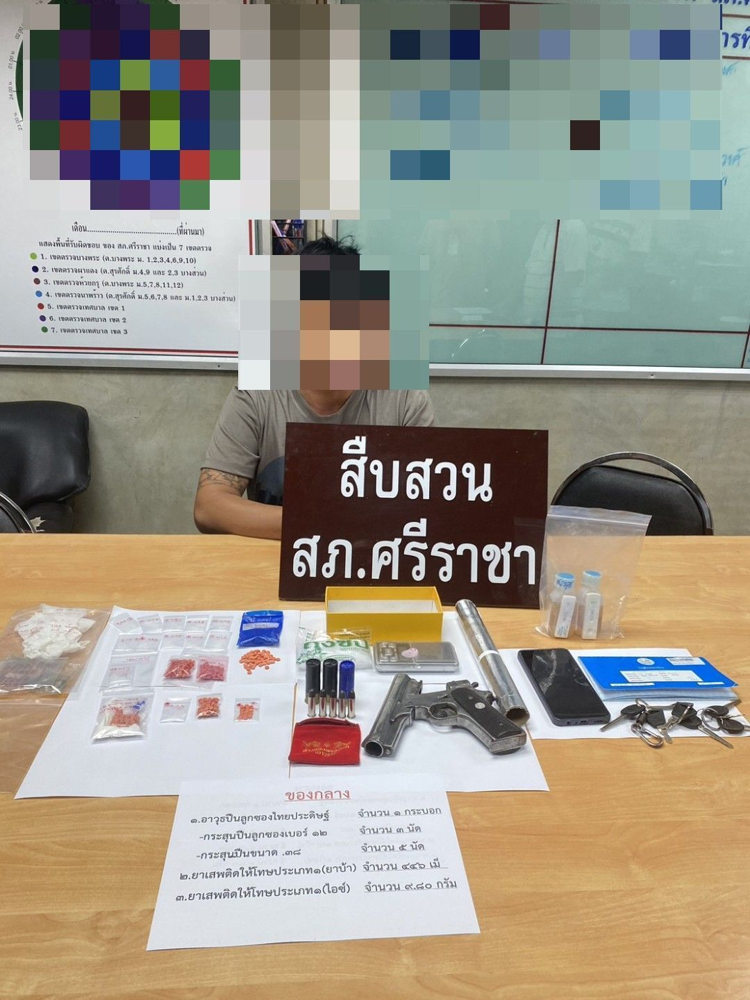 เดือน.......................................(ที่ผ่านมา)
แสดงพื้นที่รับผิดชอบ ของ สภ.ศรีราชา แบ่งเป็น 7 เขตตรวจ
1. เขตตรวจบางพระ (ต.บางพระ ม. 1,2,3,4,6,9,10)
2. เขตตรวจผาแดง (ต.สุรศักดิ์ ม.4,9 และ 2,3 บางส่วน)
3. เขตตรวจห้วยกรุ (ต.บางพระ ม.5,7,8,11,12)
4. เขตตรวจนาพร้าว (ต.สุรศักดิ์ ม.5,6,7,8 และ ม.1,2,3 บางส่วน)
5. เขตตรวจเทศบาล เขต 1
6. เขตตรวจเทศบาล เขต 2
7. เขตตรวจเทศบาล เขต 3
สืบสวน
สภ.ศรีราชา
ของกลาง
๑.อาวุธปืนลูกซองไทยประดิษฐ์ จำนวน ๑ กระบอก
-กระสุนปืนลูกซองเบอร์ ๑๒ จำนวน ๓ นัด
-กระสุนปืนขนาด .๓๘ จำนวน ๕ นัด
๒.ยาเสพติดให้โทษประเภท๑(ยาบ้า) จำนวน ๔๔๖ เม็
๓.ยาเสพติดให้โทษประเภท๑(ไอซ์) จำนวน ๙.๘๐ กรัม